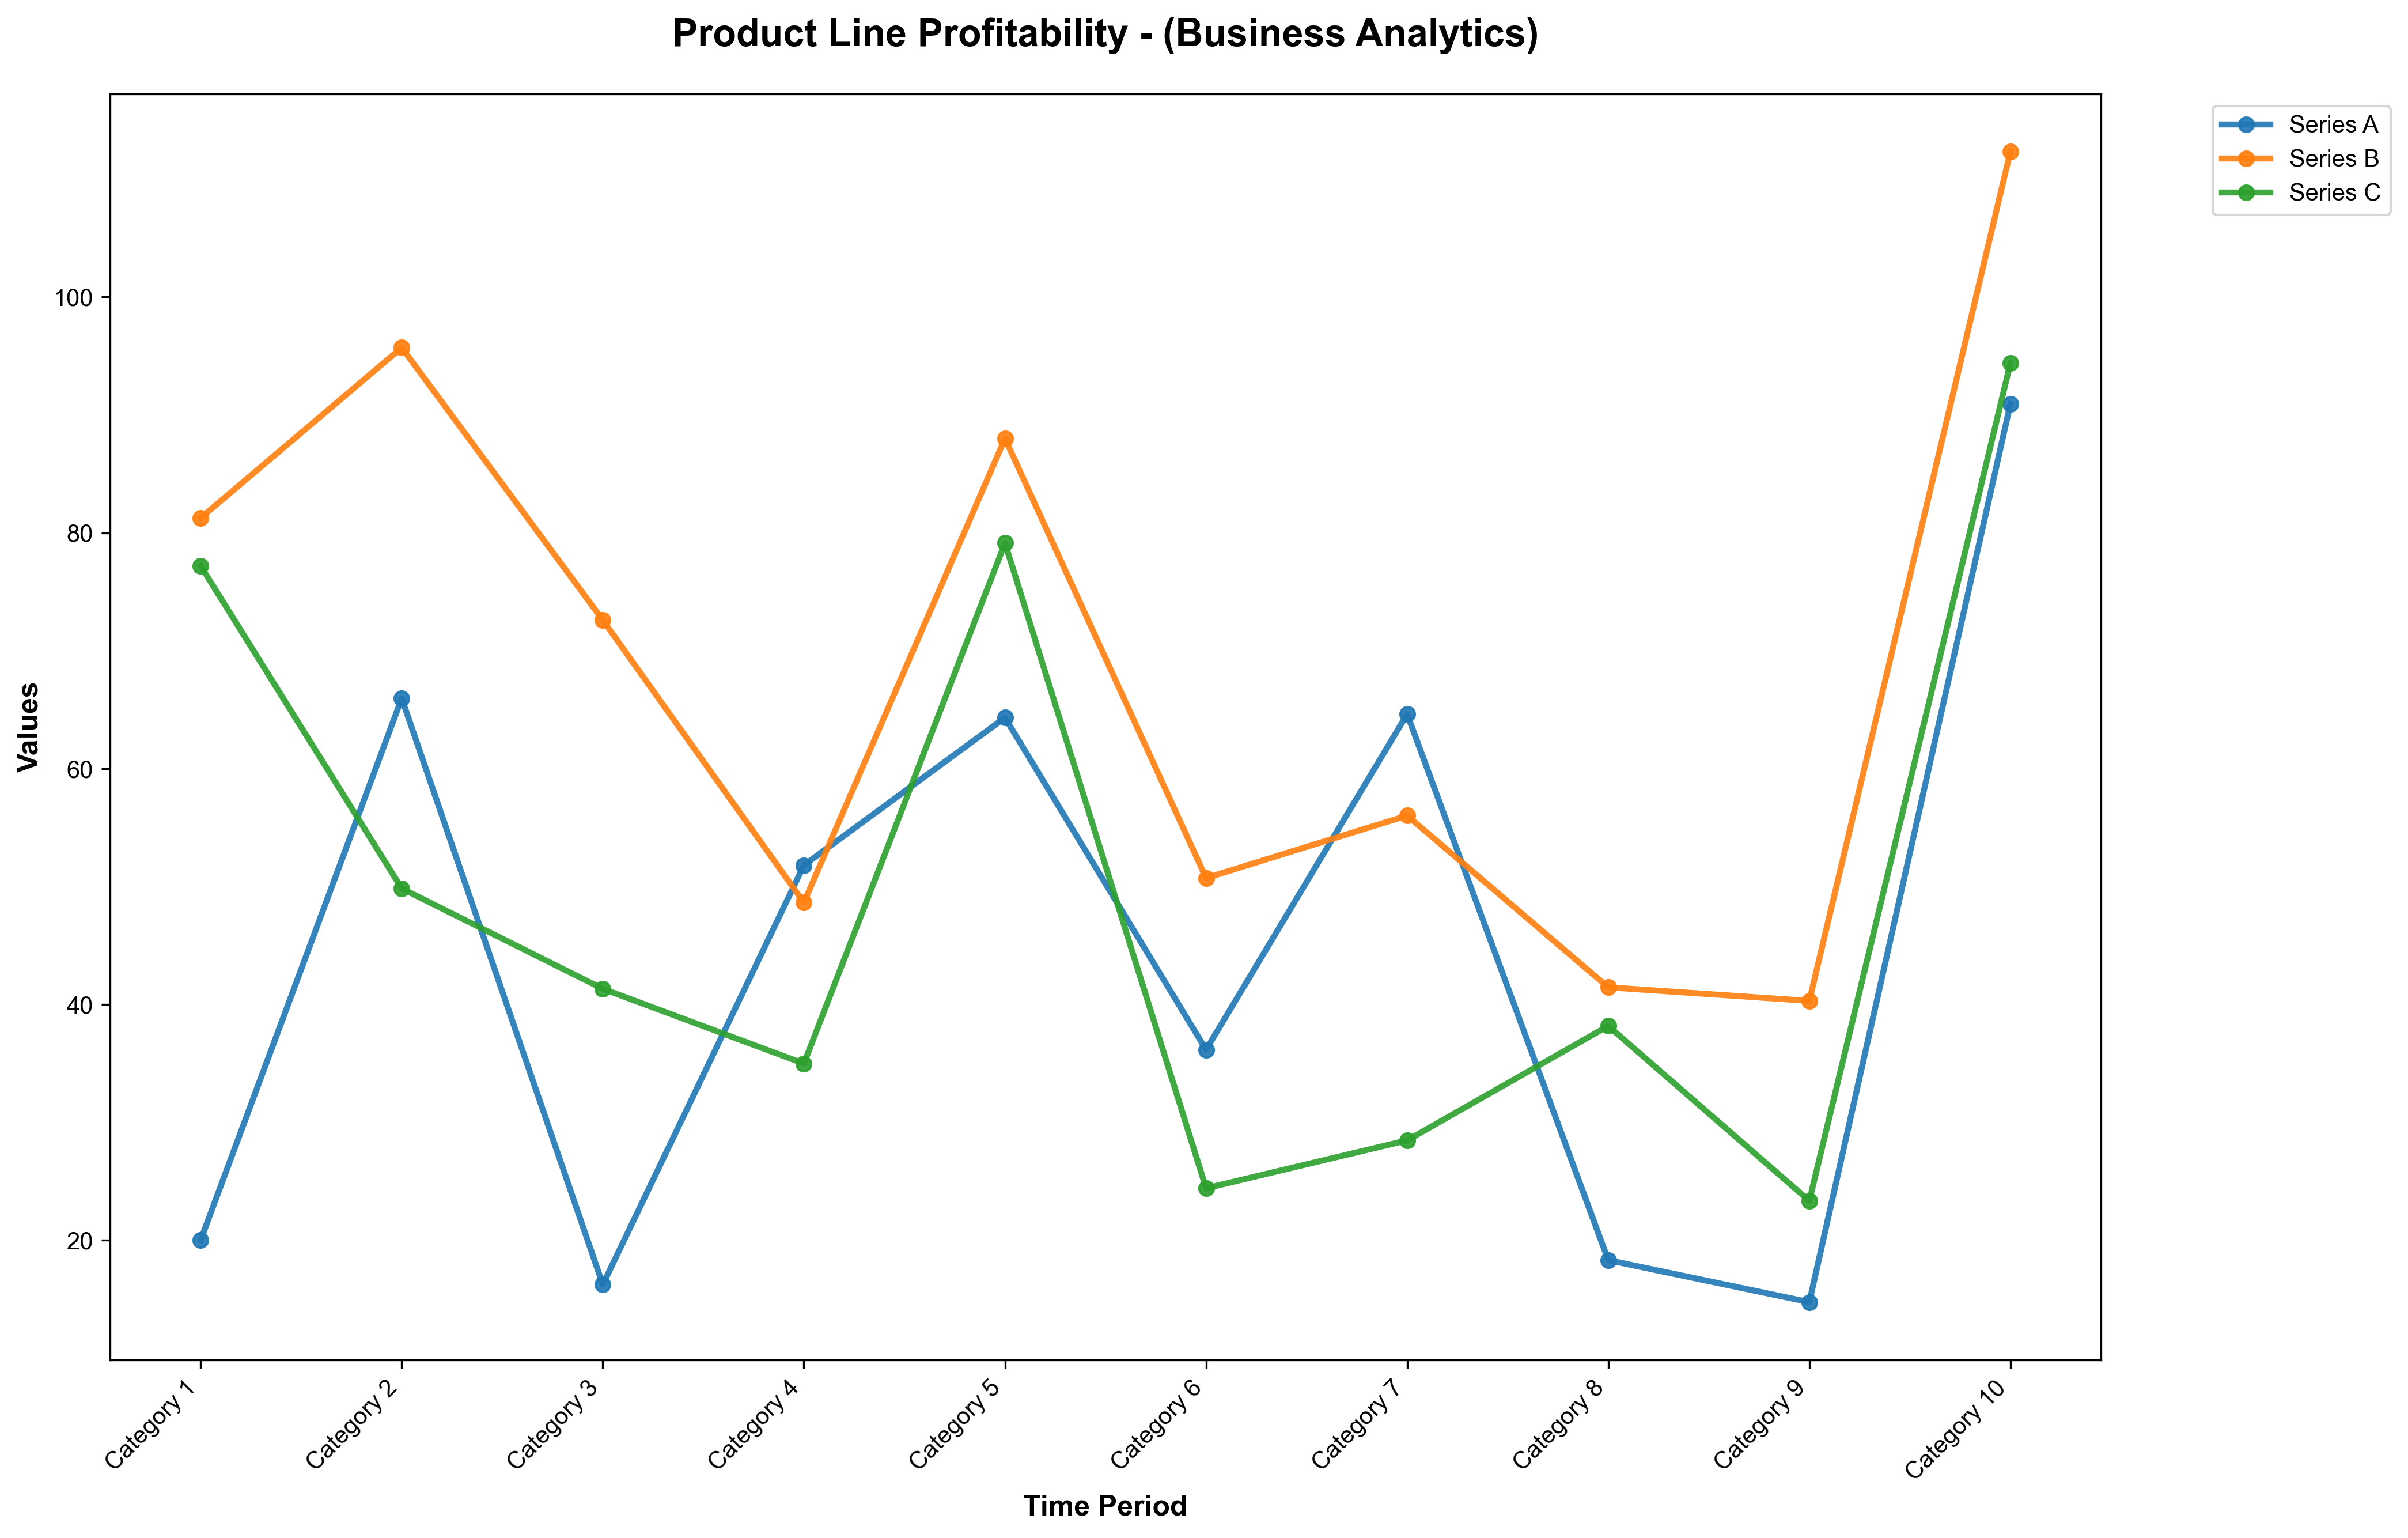 Product Line Profitability - (Business Analytics)
Series A
Series B
Series C
Values
100
80
60
40
20
Category 1
Category 2
Category 3
Category 4
Category 5
Category 6
Category 7
Category 8
Category 9
Category 10
Time Period